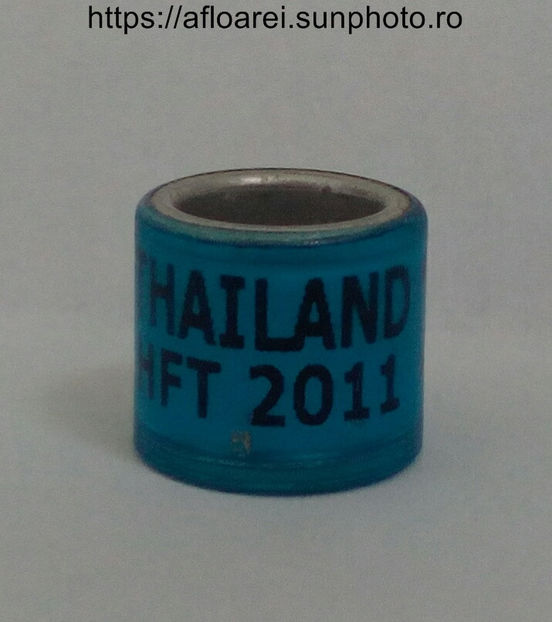 https://afloarei.sunphoto.ro
THAILAND
HFT 2011